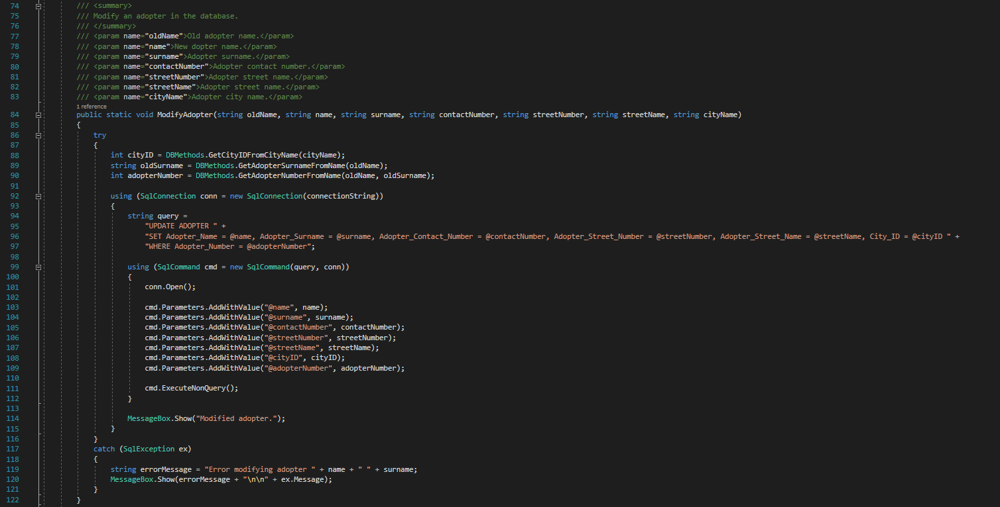 74 /// <summary>
75 /// Modify an adopter in the database.
76 /// </summary>
77 /// <param name="oldName">Old adopter name.</param>
78 /// <param name="name">New dopter name.</param>
79 /// <param name="surname">Adopter surname.</param>
80 /// <param name="contactNumber">Adopter contact number.</param>
81 /// <param name="streetNumber">Adopter street name.</param>
82 /// <param name="streetName">Adopter street name.</param>
83 /// <param name="cityName">Adopter city name.</param>
1 reference
84 public static void ModifyAdopter(string oldName, string name, string surname, string contactNumber, string streetNumber, string streetName, string cityName)
85 {
86 try
87 {
88 int cityID = DBMethods.GetCityIDFromCityName(cityName);
89 string oldSurname = DBMethods.GetAdopterSurnameFromName(oldName);
90 int adopterNumber = DBMethods.GetAdopterNumberFromName(oldName, oldSurname);
91
92 using (SqlConnection conn = new SqlConnection(connectionString))
93 {
94 string query =
95 "UPDATE ADOPTER " +
96 "SET Adopter_Name = @name, Adopter_Surname = @surname, Adopter_Contact_Number = @contactNumber, Adopter_Street_Number = @streetNumber, Adopter_Street_Name = @streetName, City_ID = @cityID " +
97 "WHERE Adopter_Number = @adopterNumber";
98
99 using (SqlCommand cmd = new SqlCommand(query, conn))
100 {
101 conn.Open();
102
103 cmd.Parameters.AddWithValue("@name", name);
104 cmd.Parameters.AddWithValue("@surname", surname);
105 cmd.Parameters.AddWithValue("@contactNumber", contactNumber);
106 cmd.Parameters.AddWithValue("@streetNumber", streetNumber);
107 cmd.Parameters.AddWithValue("@streetName", streetName);
108 cmd.Parameters.AddWithValue("@cityID", cityID);
109 cmd.Parameters.AddWithValue("@adopterNumber", adopterNumber);
110
111 cmd.ExecuteNonQuery();
112 }
113
114 MessageBox.Show("Modified adopter.");
115 }
116 }
117 catch (SqlException ex)
118 {
119 string errorMessage = "Error modifying adopter " + name + " " + surname;
120 MessageBox.Show(errorMessage + "\n\n" + ex.Message);
121 }
122 }